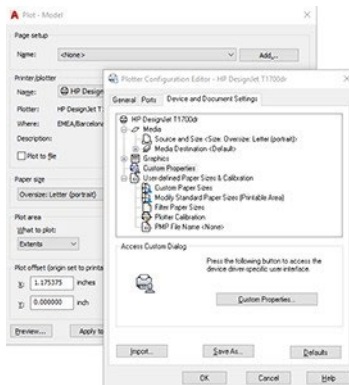 Plot - Model
Page setup
Name:
<None>
Add...
Printer/plotter
Name:
HP Design
Plotter:
HP DesignJet T
Where:
EMEA/Barcelona
Description:
Plot to file
Paper size
Oversize: Letter (portrait)
Plot area
What to plot:
Extents
Plot offset (origin set to printa
X:
1.175375
inches
Y:
0.000000
inch
Preview...
Apply to
Plotter Configuration Editor - HP DesignJet T1700dr
General
Ports
Device and Document Settings
HP DesignJet T1700dr
Media
Source and Size <Size: Oversize: Letter (portrait)>
Media Destination <Default>
Graphics
Custom Properties
User-defined Paper Sizes & Calibration
Custom Paper Sizes
Modify Standard Paper Sizes (Printable Area)
Filter Paper Sizes
Plotter Calibration
PMP File Name <None>
Access Custom Dialog
Press the following button to access the
device driver-specific user interface.
Custom Properties...
Import...
Save As...
Defaults
OK
Cancel
Help